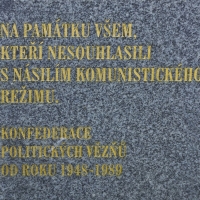 NA PAMÁTKU VŠEM,
KTEŘÍ NESOUHLASILI
S NÁSILÍM KOMUNISTICKÉHO
REŽIMU.
KONFEDERACE
POLITICKÝCH VĚZŇŮ
OD ROKU 1948-1989